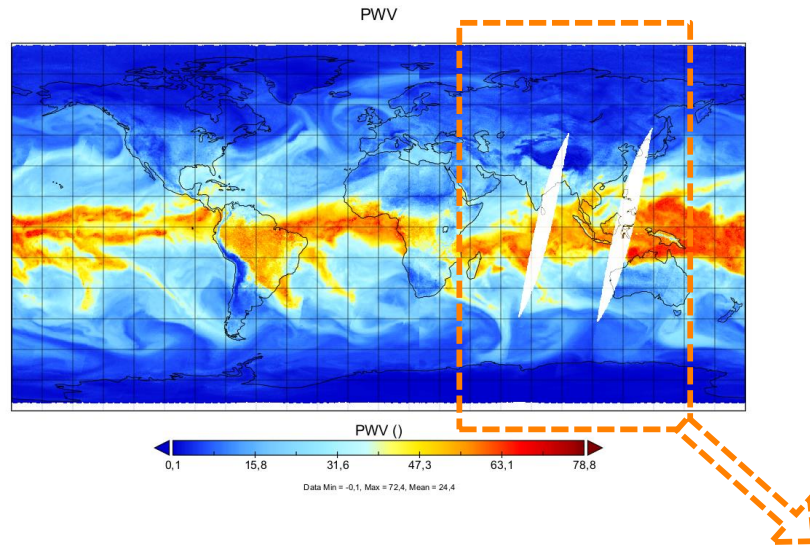 PWV
PWV ()
0,1 15,8 31,6 47,3 63,1 78,8
Data Min = -0,1, Max = 72,4, Mean = 24,4